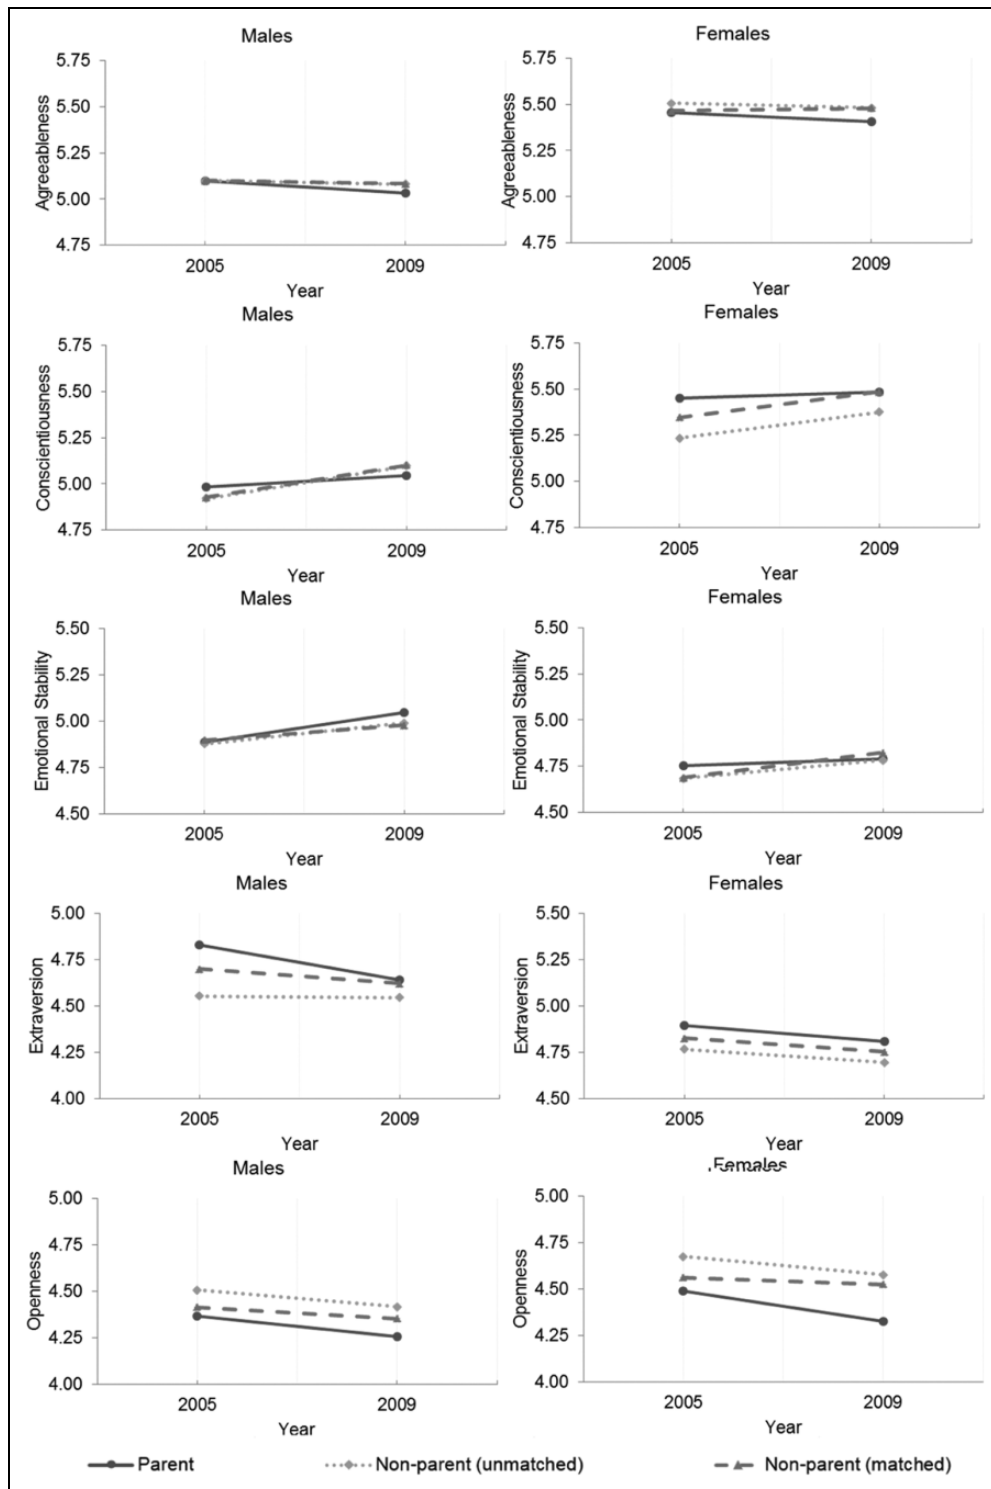 Males
5.75
5.50
5.25
5.00
4.75
Agreeableness
2005 2009
Year
Females
5.75
5.50
5.25
5.00
4.75
Agreeableness
2005 2009
Year
Males
5.75
5.50
5.25
5.00
4.75
Conscientiousness
2005 2009
Year
Females
5.75
5.50
5.25
5.00
4.75
Conscientiousness
2005 2009
Year
Males
5.50
5.25
5.00
4.75
4.50
Emotional Stability
2005 2009
Year
Females
5.50
5.25
5.00
4.75
4.50
Emotional Stability
2005 2009
Year
Males
5.00
4.75
4.50
4.25
4.00
Extraversion
2005 2009
Year
Females
5.50
5.25
5.00
4.75
4.50
Extraversion
2005 2009
Year
Males
5.00
4.75
4.50
4.25
4.00
Openness
2005 2009
Year
Females
5.00
4.75
4.50
4.25
4.00
Openness
2005 2009
Year
Parent Non-parent (unmatched) Non-parent (matched)